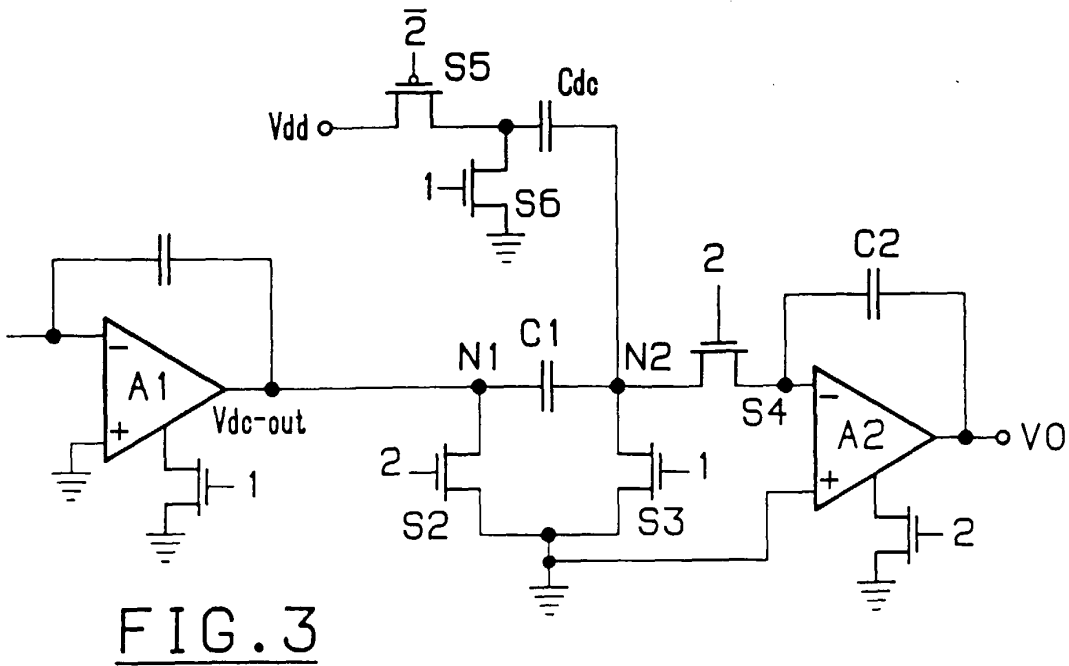 2̅
S5
Cdc
Vdd
1
S6
C2
2
C1
N1
N2
A1
Vdc-out
S4
A2
VO
2
1
1
S2
S3
2
FIG.3